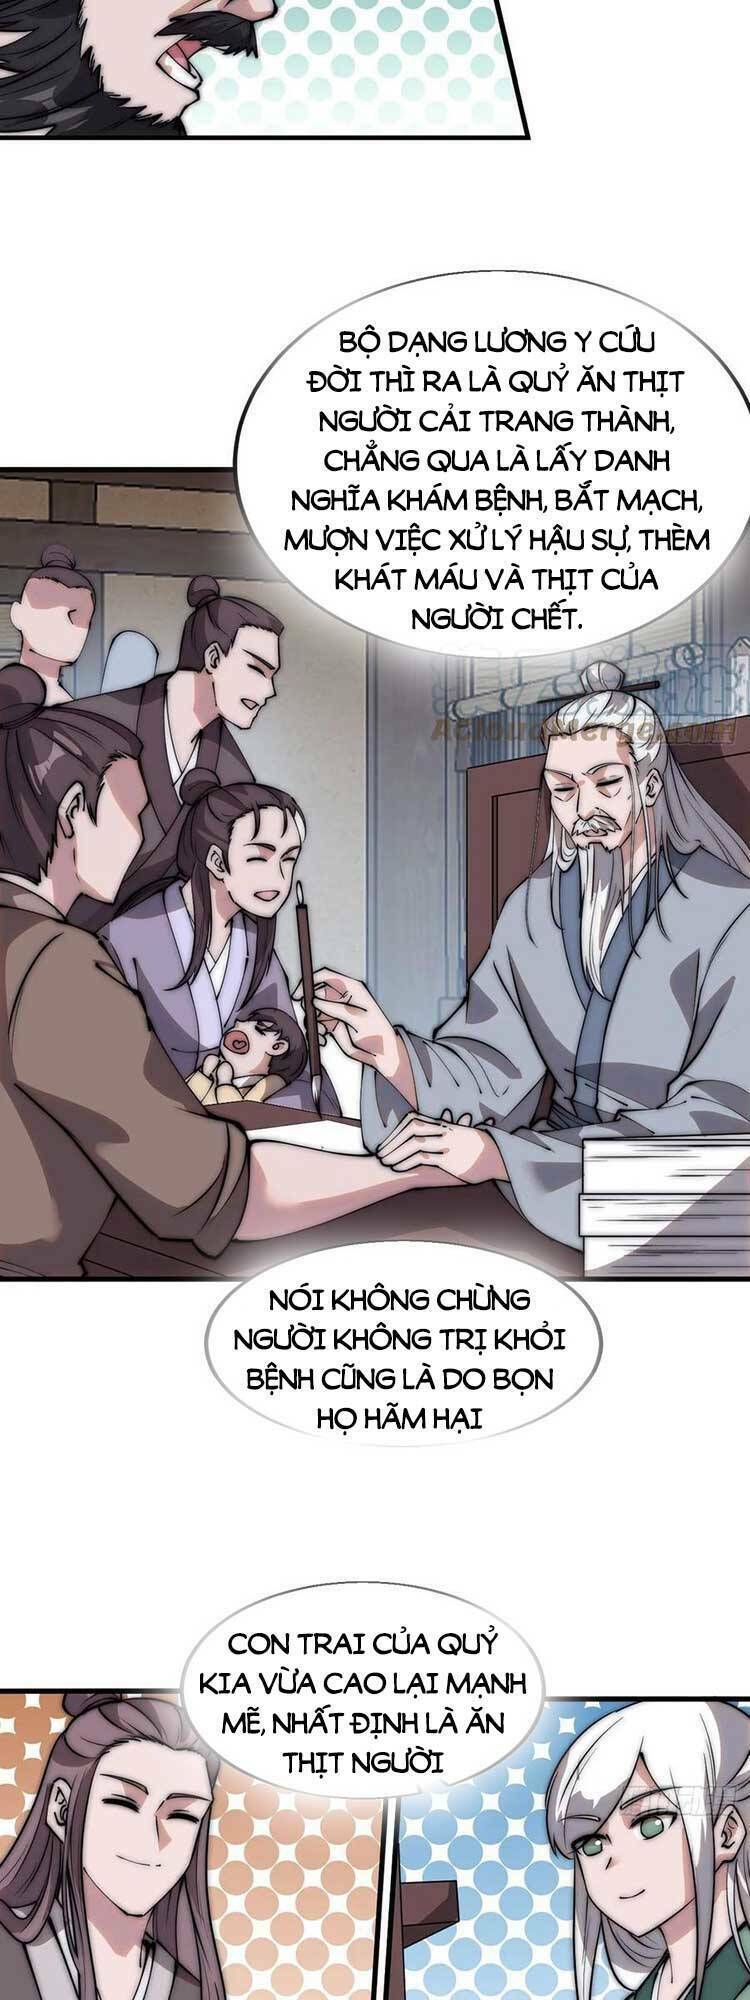 BỘ DẠNG LƯƠNG Y CỨU
ĐỜI THÌ RA LÀ QUỶ ĂN THỊT
NGƯỜI CẢI TRANG THÀNH,
CHẲNG QUA LÀ LẤY DANH
NGHĨA KHÁM BỆNH, BẮT MẠCH,
MƯỢN VIỆC XỬ LÝ HẬU SỰ, THÈM
KHÁT MÁU VÀ THỊT CỦA
NGƯỜI CHẾT.
AcloudMerge.com
NÓI KHÔNG CHỪNG
NGƯỜI KHÔNG TRỊ KHỎI
BỆNH CŨNG LÀ DO BỌN
HỌ HÃM HẠI
CON TRAI CỦA QUỶ
KIA VỪA CAO LẠI MẠNH
MẼ, NHẤT ĐỊNH LÀ ĂN
THỊT NGƯỜI